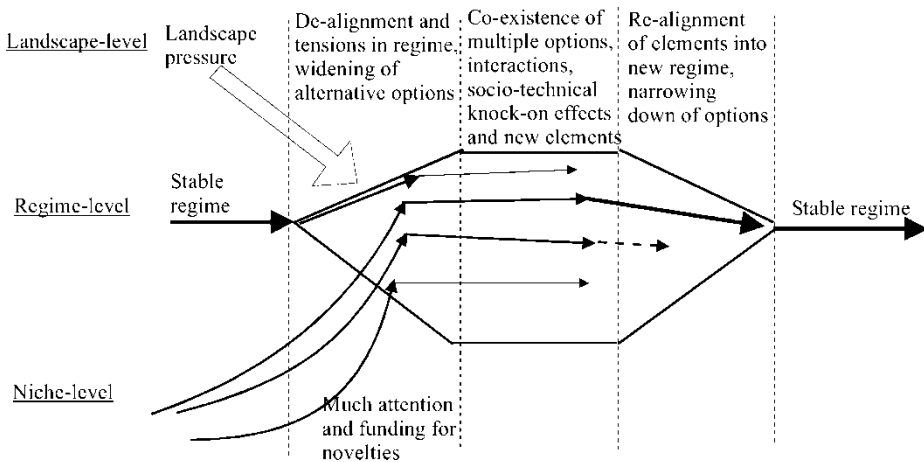 Landscape-level
Landscape
pressure
De-alignment and
tensions in regime,
widening of
alternative options
Co-existence of
multiple options,
interactions,
socio-technical
knock-on effects
and new elements
Re-alignment
of elements into
new regime,
narrowing
down of options
Regime-level
Stable
regime
Stable regime
Niche-level
Much attention
and funding for
novelties